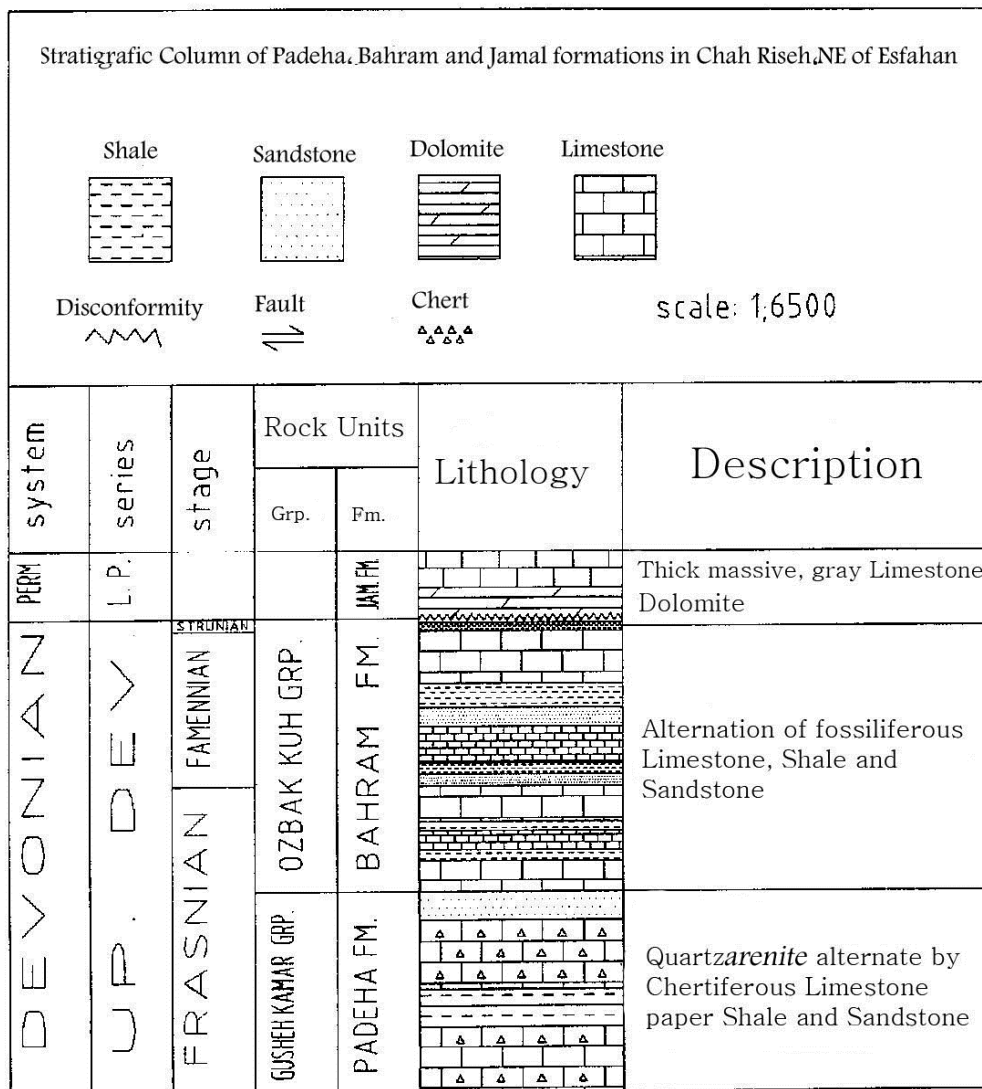 Stratigrafic Column of Padeha, Bahram and Jamal formations in Chah Riseh,NE of Esfahan
Shale
Sandstone
Dolomite
Limestone
Disconformity
Fault
Chert
scale: 1;6500
system
series
stage
Rock Units
Grp.
Fm.
Lithology
Description
PERM
L. P.
JAM. FM.
Thick massive, gray Limestone
Dolomite
DEVONIAN
UP. DEV
STRUNIAN
FAMENNIAN
FRASNIAN
OZBAK KUH GRP.
BAHRAM FM
Alternation of fossiliferous
Limestone, Shale and
Sandstone
GUSHEH KAMAR GRP.
PADEHA FM.
Quartzarenite alternate by
Chertiferous Limestone
paper Shale and Sandstone